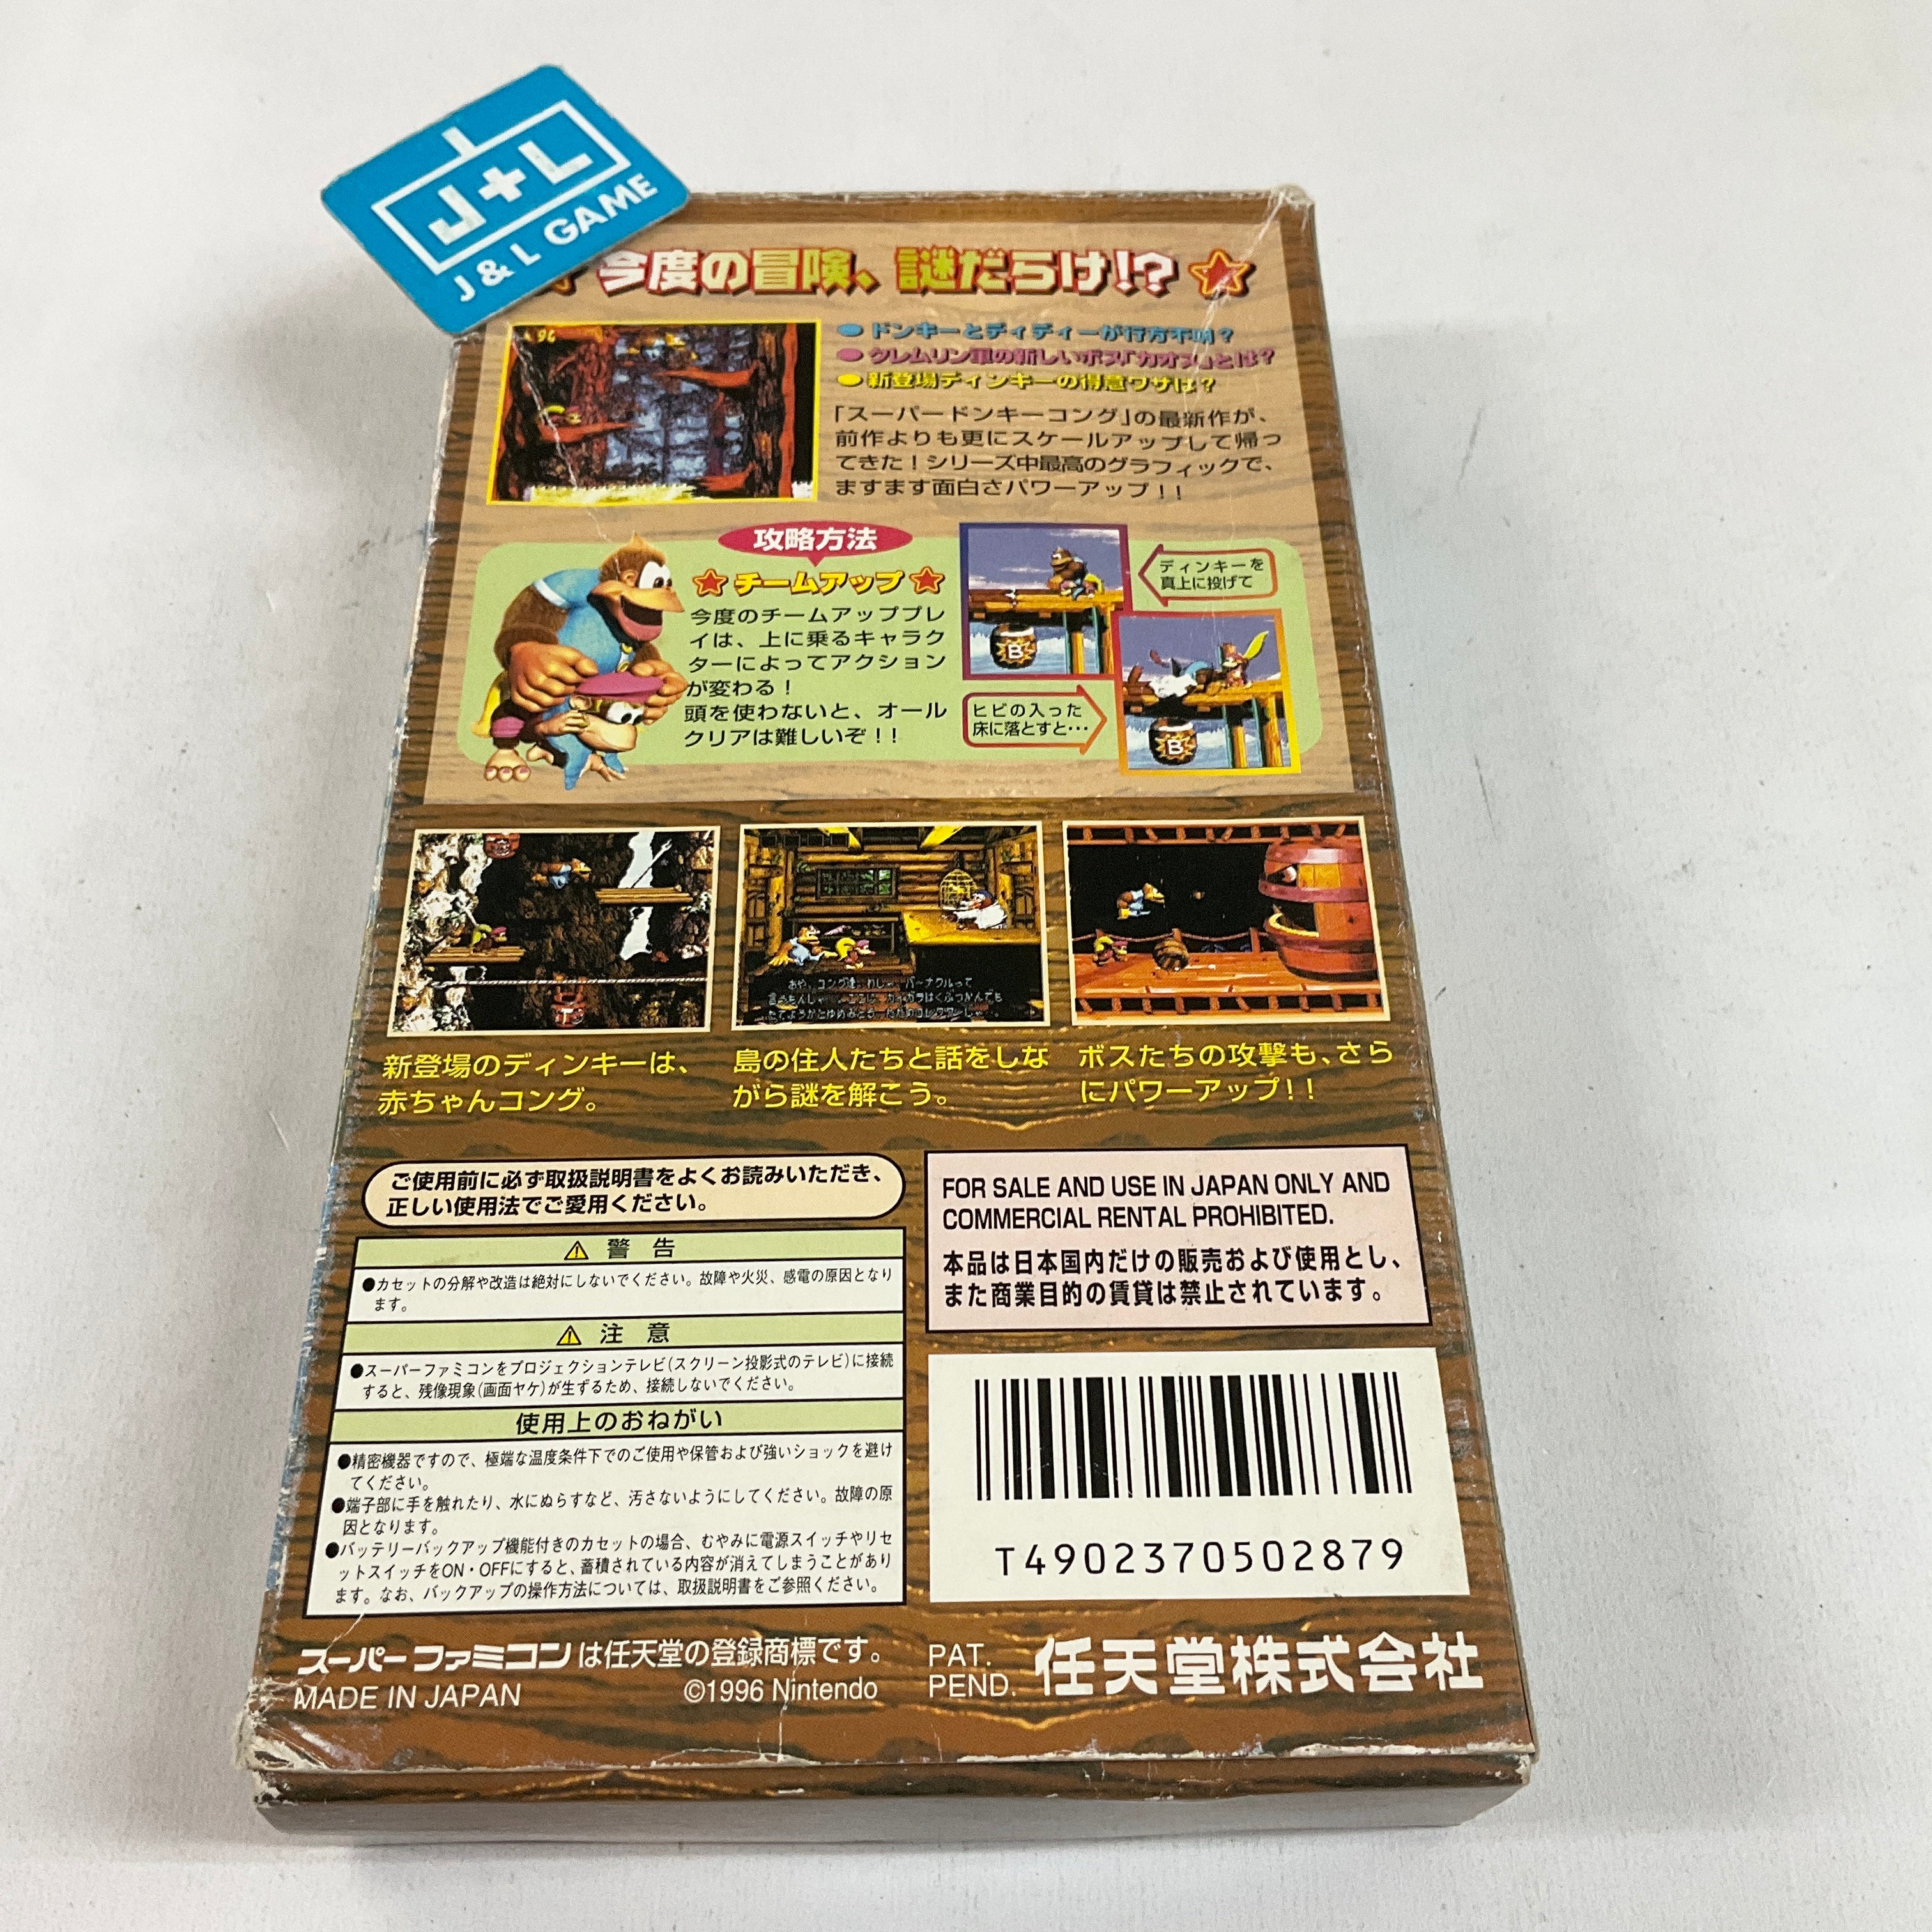 J+L
J & L GAME
今度の冒険、謎だらけ!?
96
●ドンキーとディディーが行方不明？
●クレムリン軍の新しいボス「カオス」とは？
●新登場ディンキーの得意ワザは？
「スーパードンキーコング」の最新作が、
前作よりも更にスケールアップして帰っ
てきた！シリーズ中最高のグラフィックで、
ますます面白さパワーアップ！！
攻略方法
チームアップ
今度のチームアッププレ
イは、上に乗るキャラク
ターによってアクション
が変わる！
頭を使わないと、オール
クリアは難しいぞ！！
ディンキーを
真上に投げて
B
ヒビの入った
床に落とすと…
B
おや、コング達。わしゃ、バーナクルって
新登場のディンキーは、
赤ちゃんコング。
島の住人たちと話をしな
がら謎を解こう。
ボスたちの攻撃も、さら
にパワーアップ！！
ご使用前に必ず取扱説明書をよくお読みいただき、
正しい使用法でご愛用ください。
⚠ 警 告
●カセットの分解や改造は絶対にしないでください。故障や火災、感電の原因となり
ます。
⚠ 注 意
●スーパーファミコンをプロジェクションテレビ(スクリーン投影式のテレビ)に接続
すると、残像現象(画面ヤケ)が生ずるため、接続しないでください。
使用上のおねがい
●精密機器ですので、極端な温度条件下でのご使用や保管および強いショックを避け
てください。
●端子部に手を触れたり、水にぬらすなど、汚さないようにしてください。故障の原
因となります。
●バッテリーバックアップ機能付きのカセットの場合、むやみに電源スイッチやリセ
ットスイッチをON・OFFにすると、蓄積されている内容が消えてしまうことがあり
ます。なお、バックアップの操作方法については、取扱説明書をご参照ください。
FOR SALE AND USE IN JAPAN ONLY AND
COMMERCIAL RENTAL PROHIBITED.
本品は日本国内だけの販売および使用とし、
また商業目的の賃貸は禁止されています。
T4902370502879
スーパーファミコンは任天堂の登録商標です。
MADE IN JAPAN
©1996 Nintendo
PAT.
PEND.
任天堂株式会社